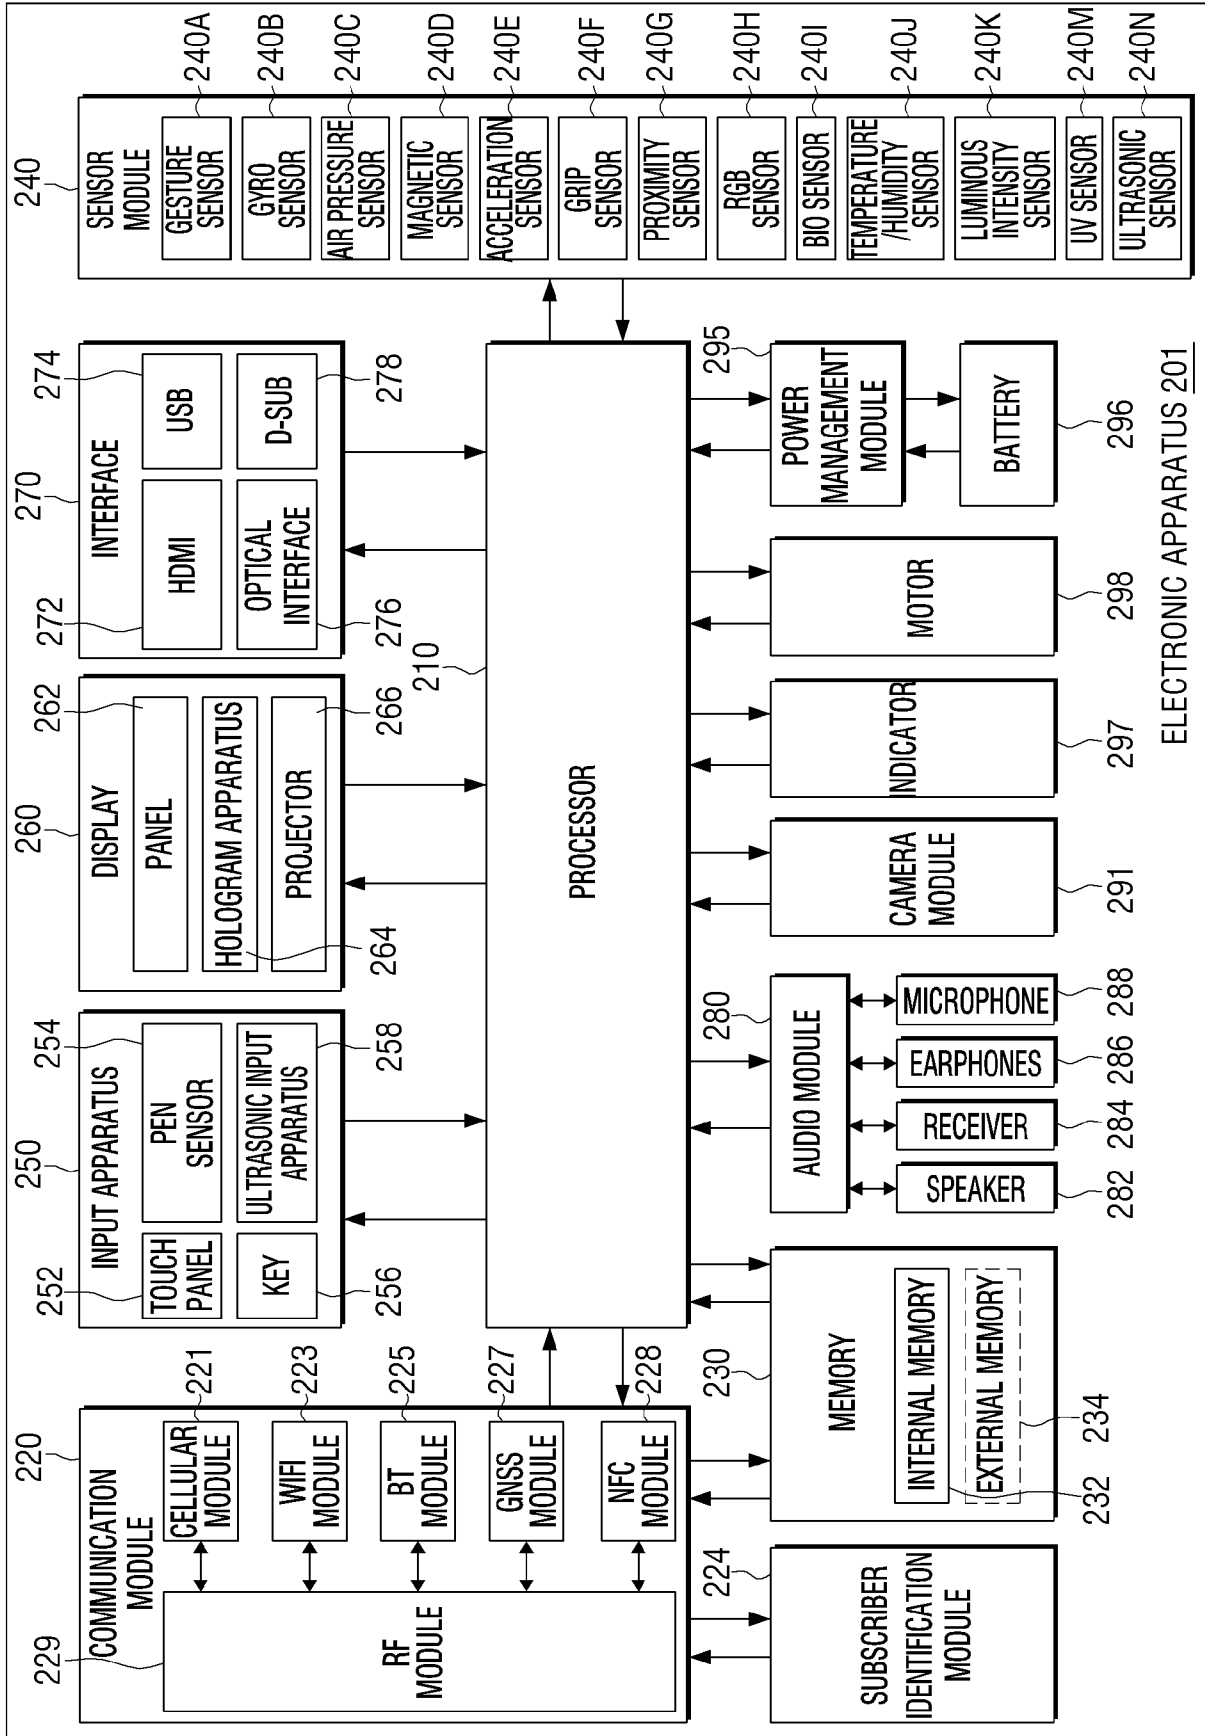 220
COMMUNICATION
MODULE
229
RF
MODULE
CELLULAR
MODULE
221
WIFI
MODULE
223
BT
MODULE
225
GNSS
MODULE
227
NFC
MODULE
228
250
INPUT APPARATUS
252
TOUCH
PANEL
254
PEN
SENSOR
KEY
256
ULTRASONIC INPUT
APPARATUS
258
260
DISPLAY
262
PANEL
HOLOGRAM APPARATUS
264
PROJECTOR
266
270
INTERFACE
272
HDMI
274
USB
OPTICAL
INTERFACE
276
D-SUB
278
240
SENSOR
MODULE
GESTURE
SENSOR
240A
GYRO
SENSOR
240B
AIR PRESSURE
SENSOR
240C
MAGNETIC
SENSOR
240D
ACCELERATION
SENSOR
240E
GRIP
SENSOR
240F
PROXIMITY
SENSOR
240G
RGB
SENSOR
240H
BIO SENSOR
240I
TEMPERATURE
/HUMIDITY
SENSOR
240J
LUMINOUS
INTENSITY
SENSOR
240K
UV SENSOR
240M
ULTRASONIC
SENSOR
240N
210
PROCESSOR
224
SUBSCRIBER
IDENTIFICATION
MODULE
230
MEMORY
INTERNAL MEMORY
232
EXTERNAL MEMORY
234
280
AUDIO MODULE
SPEAKER
282
RECEIVER
284
EARPHONES
286
MICROPHONE
288
CAMERA
MODULE
291
INDICATOR
297
MOTOR
298
295
POWER
MANAGEMENT
MODULE
BATTERY
296
ELECTRONIC APPARATUS 201